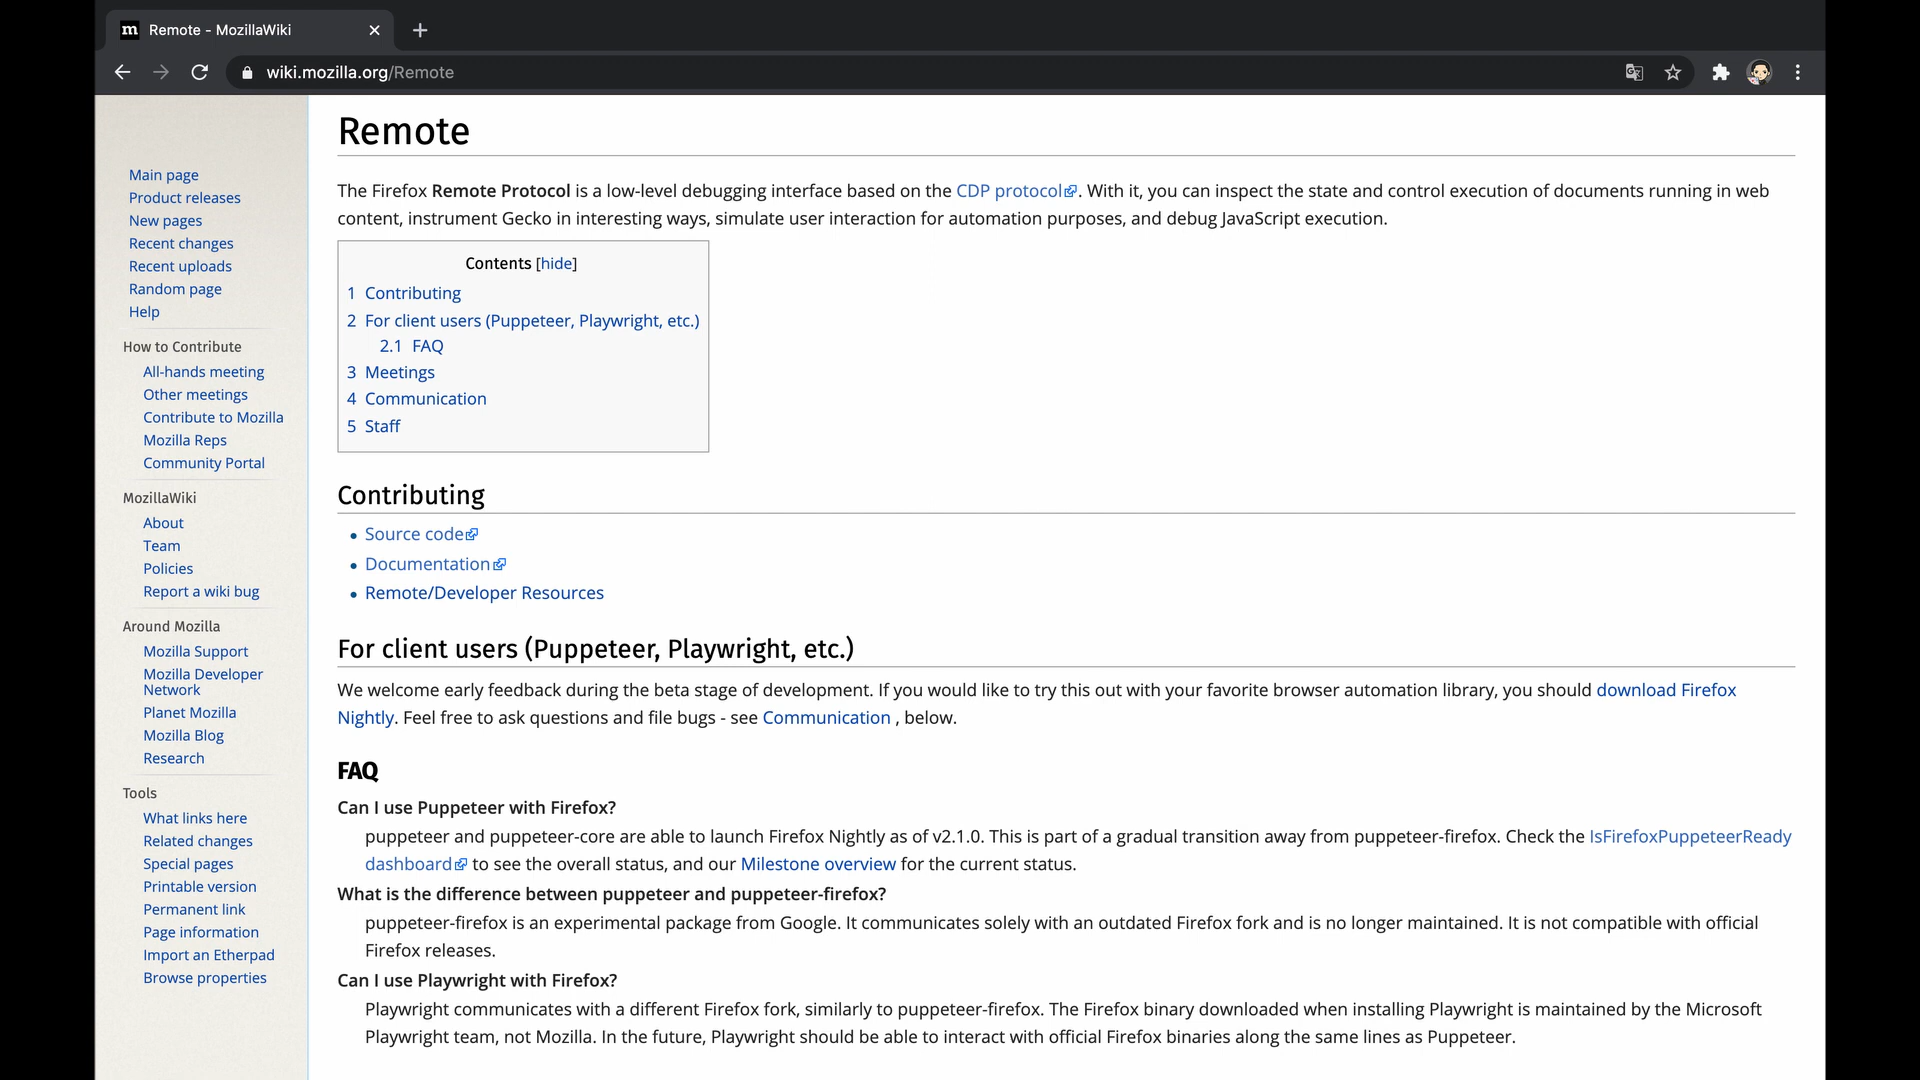 m Remote - MozillaWiki
wiki.mozilla.org/Remote
Main page
Product releases
New pages
Recent changes
Recent uploads
Random page
Help
How to Contribute
All-hands meeting
Other meetings
Contribute to Mozilla
Mozilla Reps
Community Portal
MozillaWiki
About
Team
Policies
Report a wiki bug
Around Mozilla
Mozilla Support
Mozilla Developer
Network
Planet Mozilla
Mozilla Blog
Research
Tools
What links here
Related changes
Special pages
Printable version
Permanent link
Page information
Import an Etherpad
Browse properties
Remote
The Firefox Remote Protocol is a low-level debugging interface based on the CDP protocol. With it, you can inspect the state and control execution of documents running in web
content, instrument Gecko in interesting ways, simulate user interaction for automation purposes, and debug JavaScript execution.
Contents [hide]
1 Contributing
2 For client users (Puppeteer, Playwright, etc.)
2.1 FAQ
3 Meetings
4 Communication
5 Staff
Contributing
• Source code
• Documentation
• Remote/Developer Resources
For client users (Puppeteer, Playwright, etc.)
We welcome early feedback during the beta stage of development. If you would like to try this out with your favorite browser automation library, you should download Firefox
Nightly. Feel free to ask questions and file bugs - see Communication , below.
FAQ
Can I use Puppeteer with Firefox?
puppeteer and puppeteer-core are able to launch Firefox Nightly as of v2.1.0. This is part of a gradual transition away from puppeteer-firefox. Check the IsFirefoxPuppeteerReady
dashboard to see the overall status, and our Milestone overview for the current status.
What is the difference between puppeteer and puppeteer-firefox?
puppeteer-firefox is an experimental package from Google. It communicates solely with an outdated Firefox fork and is no longer maintained. It is not compatible with official
Firefox releases.
Can I use Playwright with Firefox?
Playwright communicates with a different Firefox fork, similarly to puppeteer-firefox. The Firefox binary downloaded when installing Playwright is maintained by the Microsoft
Playwright team, not Mozilla. In the future, Playwright should be able to interact with official Firefox binaries along the same lines as Puppeteer.